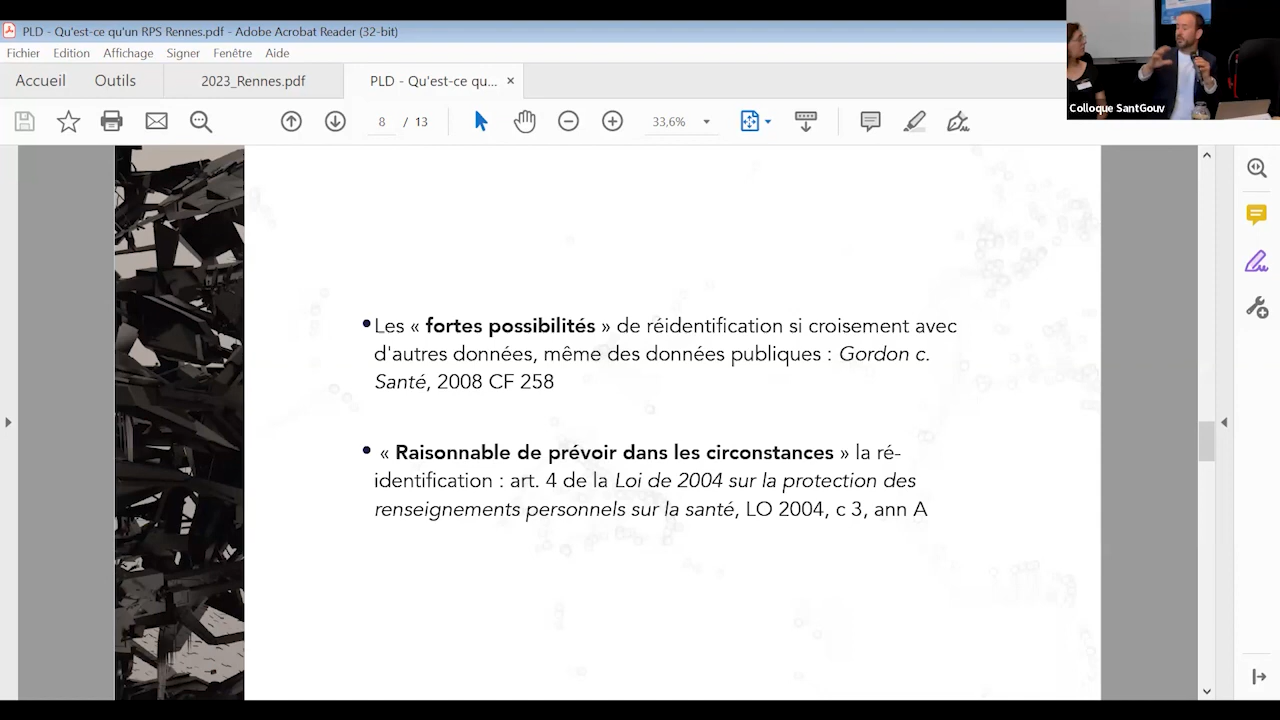 PLD - Qu'est-ce qu'un RPS Rennes.pdf - Adobe Acrobat Reader (32-bit)
Fichier Edition Affichage Signer Fenêtre Aide
Accueil Outils 2023_Rennes.pdf PLD - Qu'est-ce qu... ×
8 / 13 33,6%
Colloque SantGouv
•Les « fortes possibilités » de réidentification si croisement avec
d'autres données, même des données publiques : Gordon c.
Santé, 2008 CF 258
• « Raisonnable de prévoir dans les circonstances » la ré-
identification : art. 4 de la Loi de 2004 sur la protection des
renseignements personnels sur la santé, LO 2004, c 3, ann A